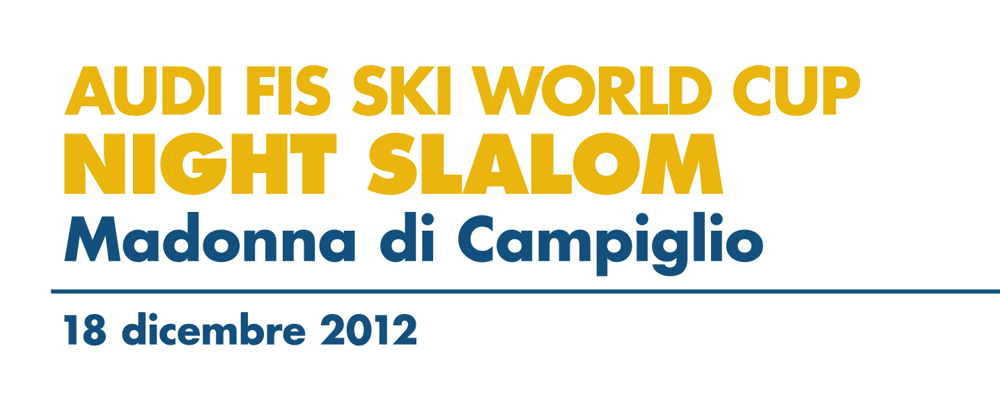 AUDI FIS SKI WORLD CUP
NIGHT SLALOM
Madonna di Campiglio
18 dicembre 2012